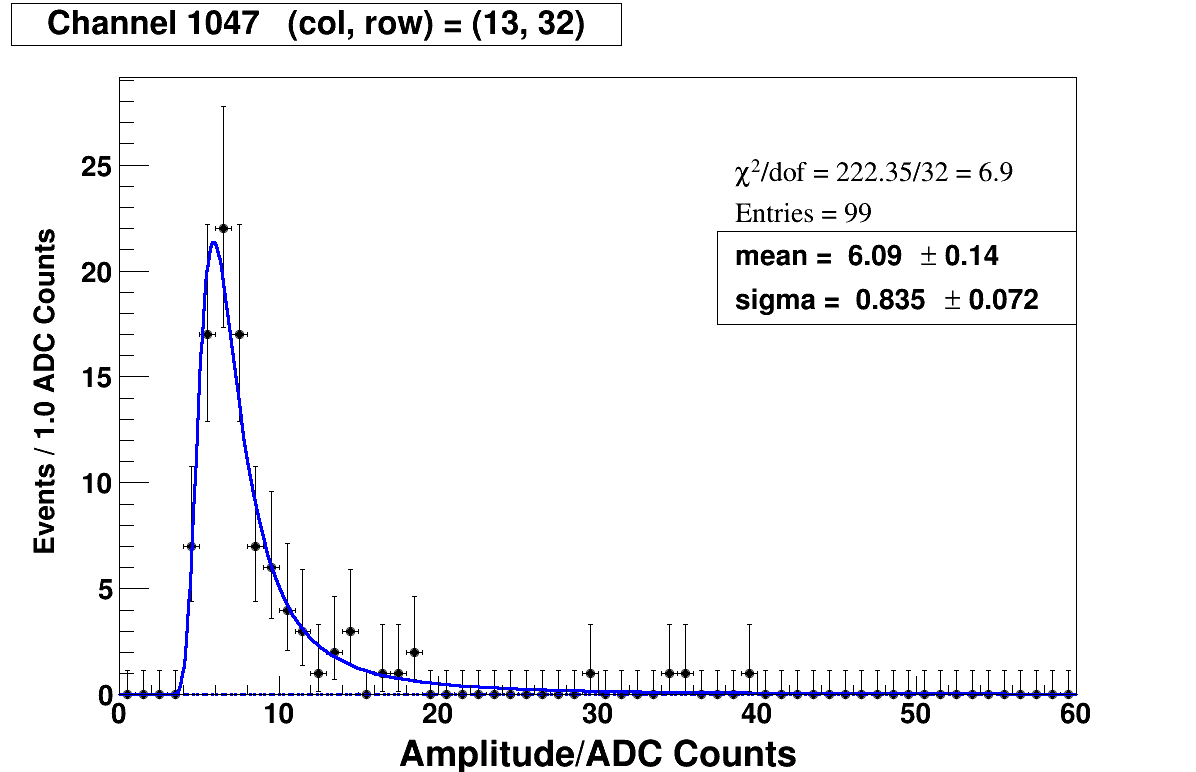 Channel 1047 (col, row) = (13, 32)
χ²/dof = 222.35/32 = 6.9
Entries = 99
mean = 6.09 ± 0.14
sigma = 0.835 ± 0.072
Events / 1.0 ADC Counts
25
20
15
10
5
0
0 10 20 30 40 50 60
Amplitude/ADC Counts